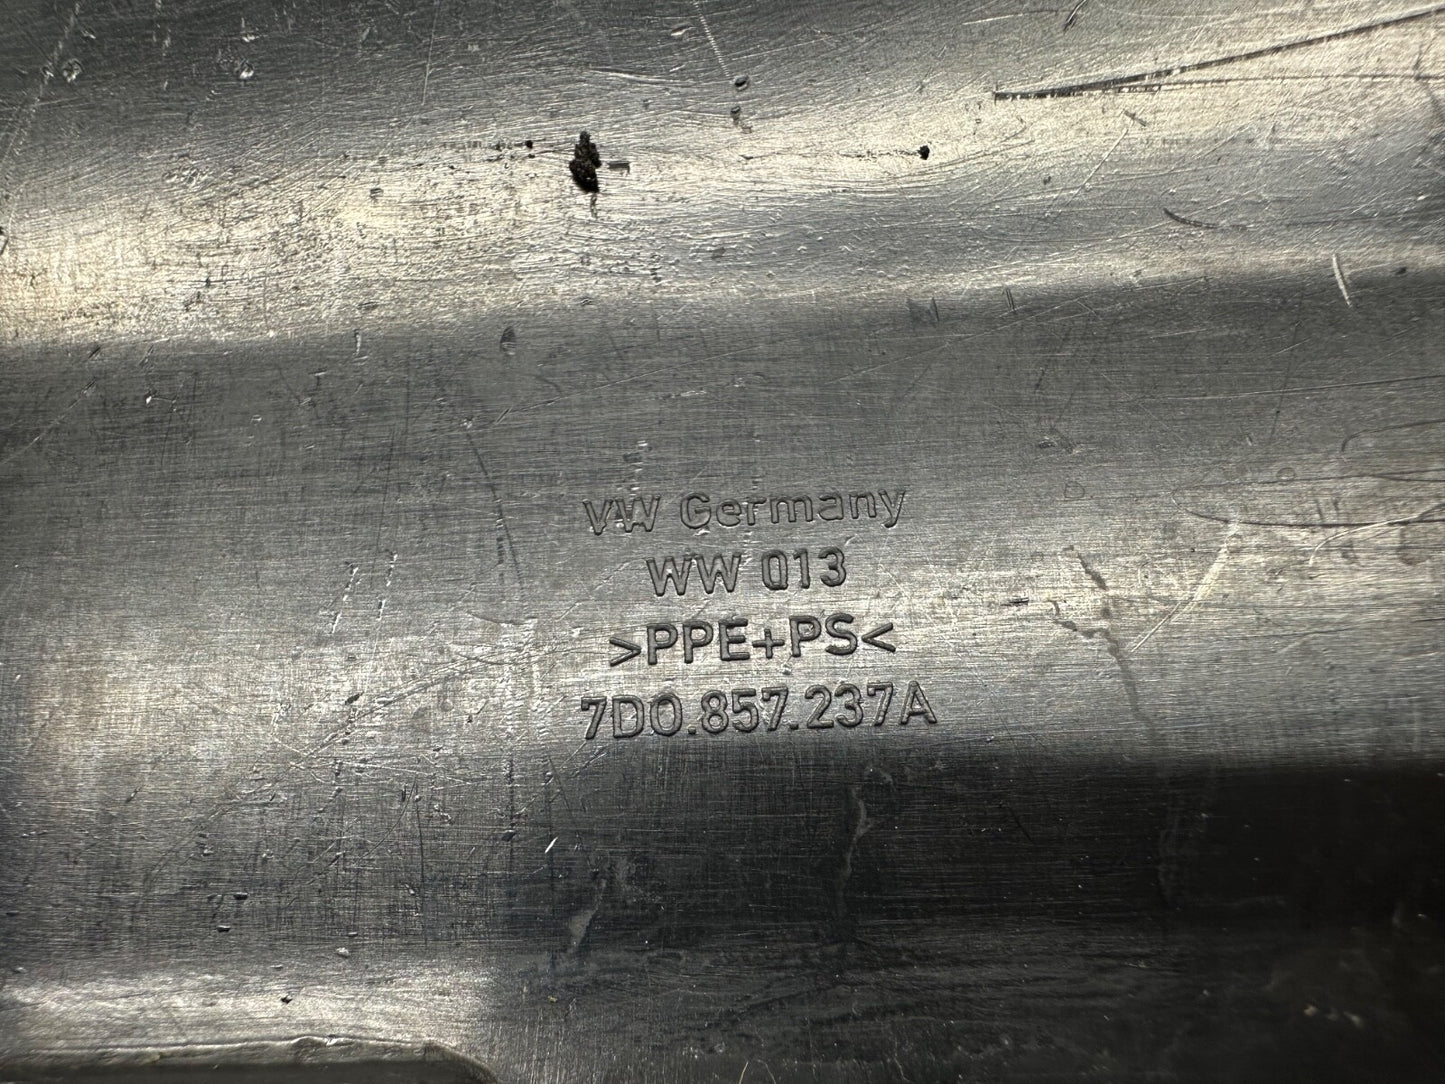 VW Germany
WW 013
>PPE+PS<
7D0.857.237A